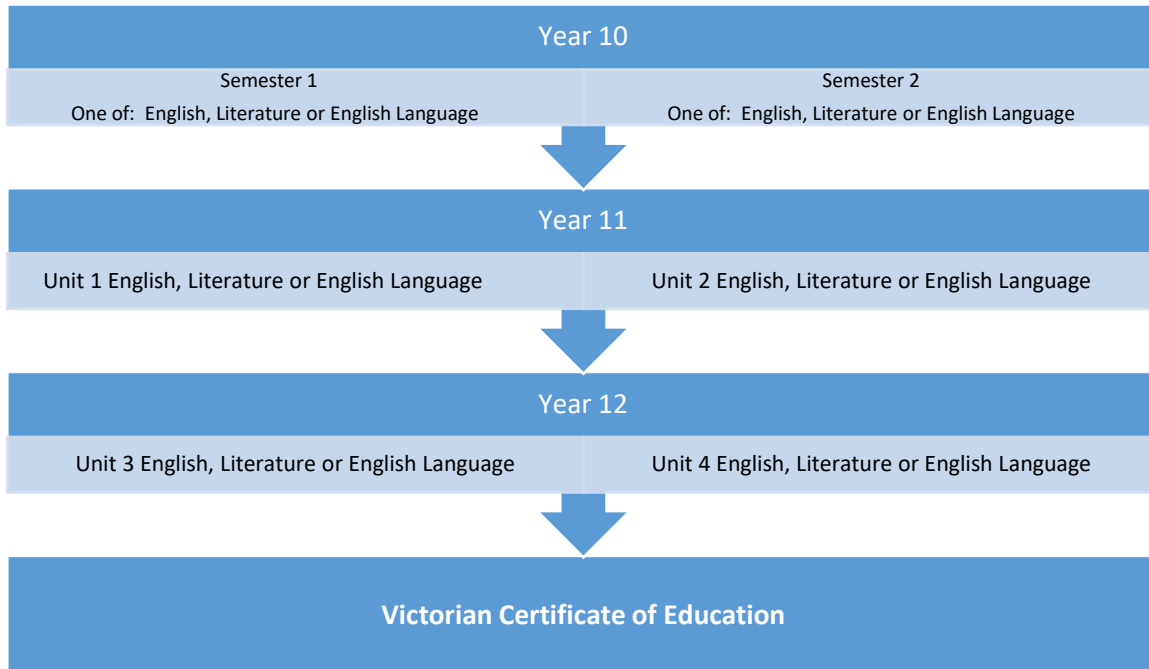 Year 10
Semester 1
One of: English, Literature or English Language
Semester 2
One of: English, Literature or English Language
Year 11
Unit 1 English, Literature or English Language
Unit 2 English, Literature or English Language
Year 12
Unit 3 English, Literature or English Language
Unit 4 English, Literature or English Language
Victorian Certificate of Education